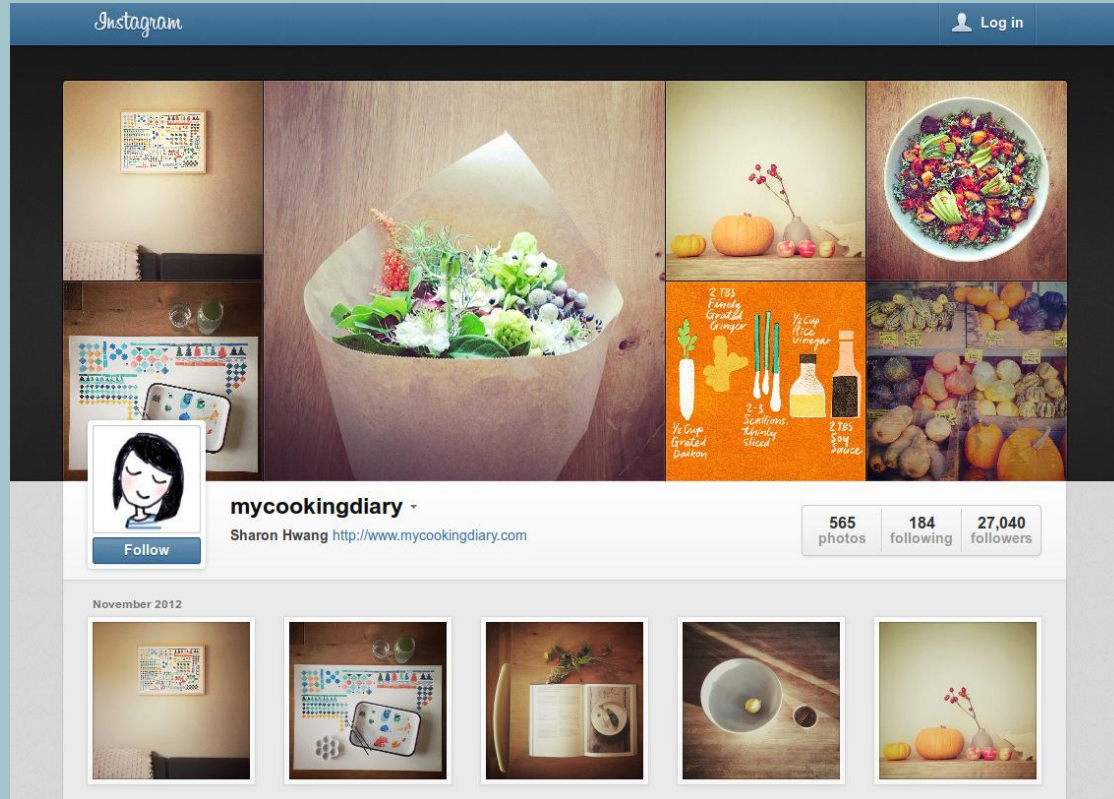 Instagram
Log in
2 TBS
Finely
Grated
Ginger
1/2 Cup
Rice
Vinegar
1/2 Cup
Grated
Daikon
2-3
Scallions.
thinly
sliced
2 TBS
Soy
Sauce
Follow
mycookingdiary
Sharon Hwang http://www.mycookingdiary.com
565 photos
184 following
27,040 followers
November 2012